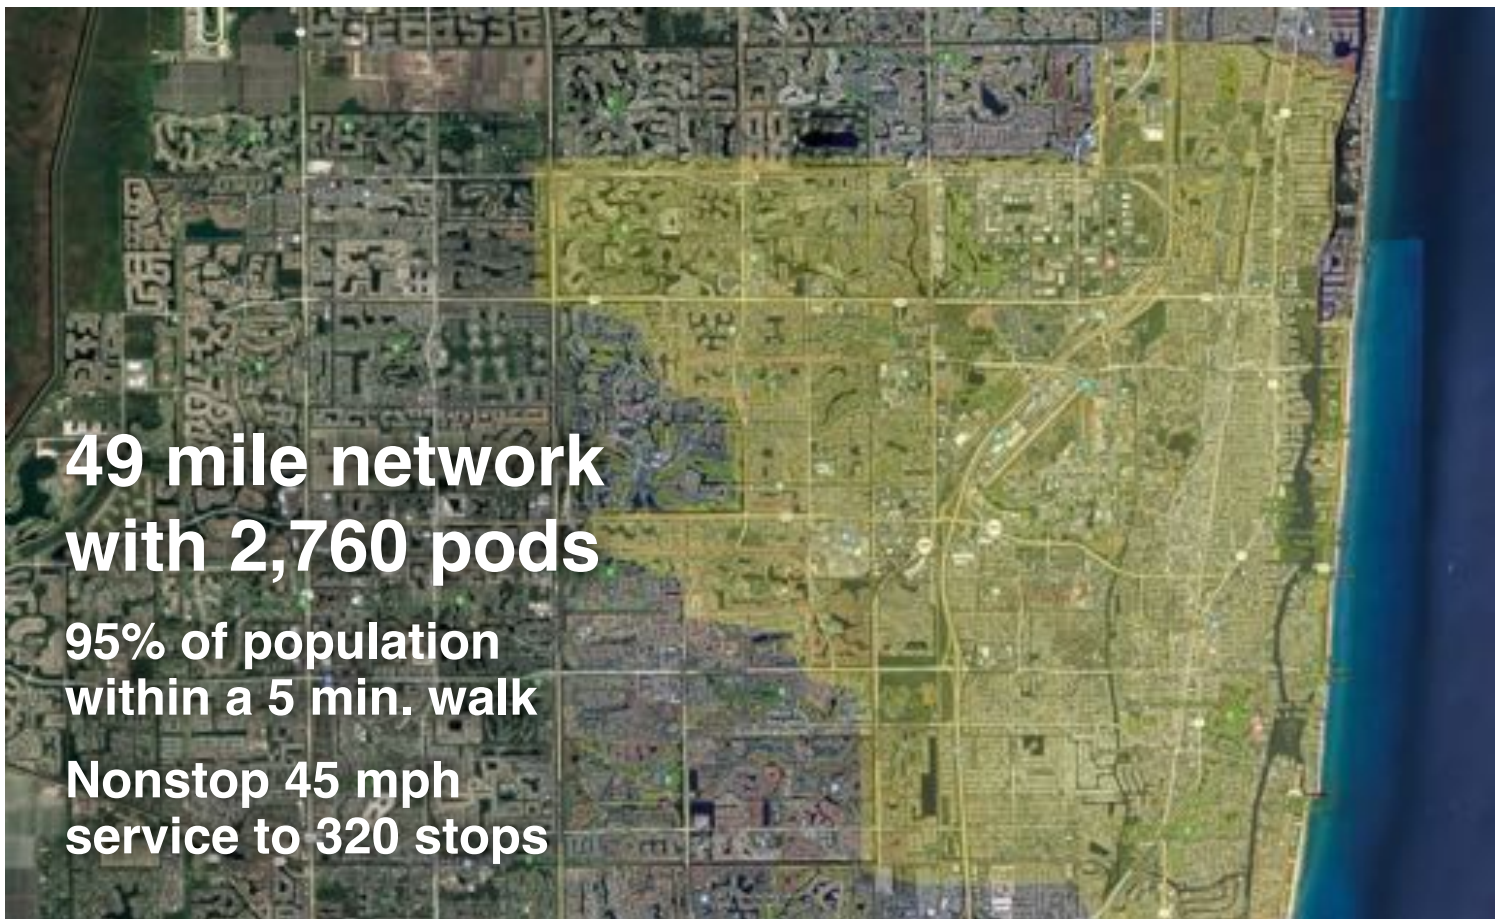 49 mile network
with 2,760 pods
95% of population
within a 5 min. walk
Nonstop 45 mph
service to 320 stops